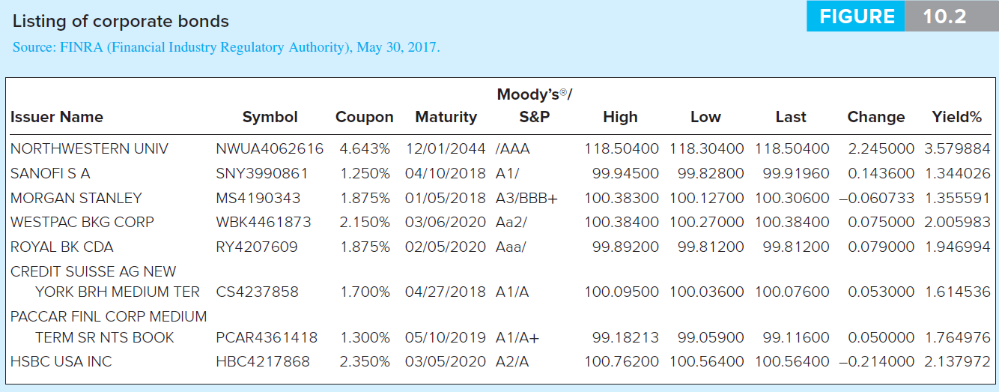 Listing of corporate bonds
FIGURE 10.2
Source: FINRA (Financial Industry Regulatory Authority), May 30, 2017.
Moody's®/
Issuer Name Symbol Coupon Maturity S&P High Low Last Change Yield%
NORTHWESTERN UNIV NWUA4062616 4.643% 12/01/2044 /AAA 118.50400 118.30400 118.50400 2.245000 3.579884
SANOFI S A SNY3990861 1.250% 04/10/2018 A1/ 99.94500 99.82800 99.91960 0.143600 1.344026
MORGAN STANLEY MS4190343 1.875% 01/05/2018 A3/BBB+ 100.38300 100.12700 100.30600 –0.060733 1.355591
WESTPAC BKG CORP WBK4461873 2.150% 03/06/2020 Aa2/ 100.38400 100.27000 100.38400 0.075000 2.005983
ROYAL BK CDA RY4207609 1.875% 02/05/2020 Aaa/ 99.89200 99.81200 99.81200 0.079000 1.946994
CREDIT SUISSE AG NEW
YORK BRH MEDIUM TER CS4237858 1.700% 04/27/2018 A1/A 100.09500 100.03600 100.07600 0.053000 1.614536
PACCAR FINL CORP MEDIUM
TERM SR NTS BOOK PCAR4361418 1.300% 05/10/2019 A1/A+ 99.18213 99.05900 99.11600 0.050000 1.764976
HSBC USA INC HBC4217868 2.350% 03/05/2020 A2/A 100.76200 100.56400 100.56400 –0.214000 2.137972